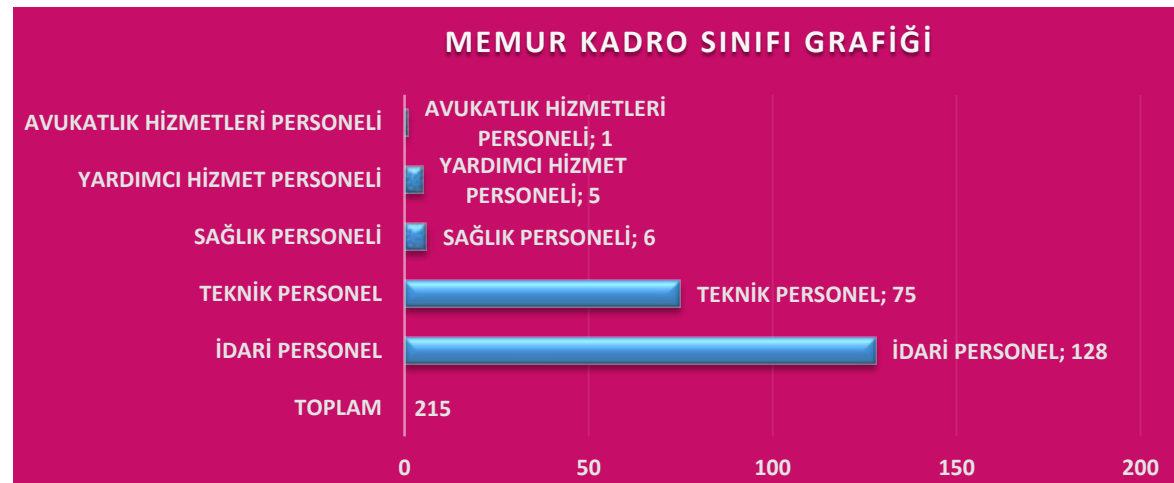 MEMUR KADRO SINIFI GRAFİĞİ
AVUKATLIK HİZMETLERİ PERSONELİ
AVUKATLIK HİZMETLERİ
PERSONELİ; 1
YARDIMCI HİZMET PERSONELİ
YARDIMCI HİZMET
PERSONELİ; 5
SAĞLIK PERSONELİ
SAĞLIK PERSONELİ; 6
TEKNİK PERSONEL
TEKNİK PERSONEL; 75
İDARİ PERSONEL
İDARİ PERSONEL; 128
TOPLAM
215
0 50 100 150 200